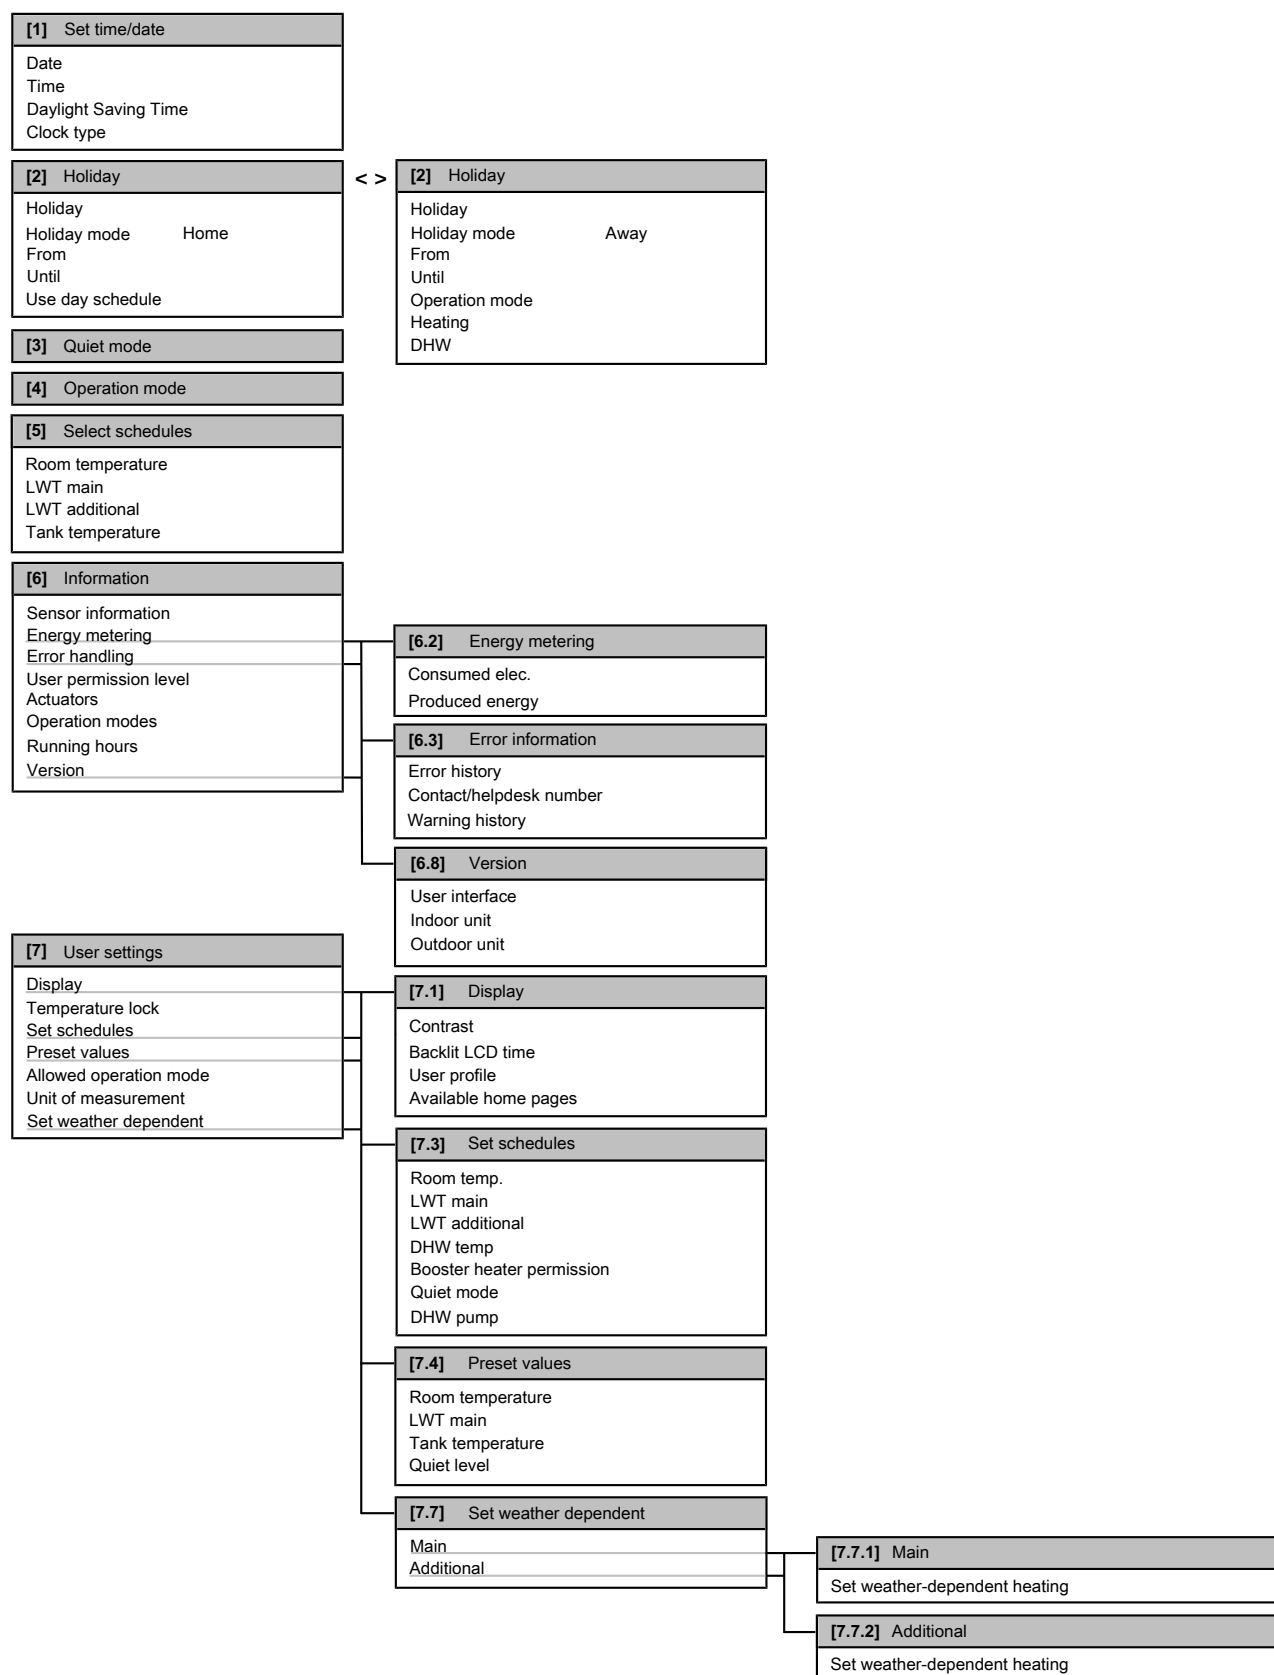 [1] Set time/date
Date
Time
Daylight Saving Time
Clock type
[2] Holiday
Holiday
Holiday mode Home
From
Until
Use day schedule
< >
[2] Holiday
Holiday
Holiday mode Away
From
Until
Operation mode
Heating
DHW
[3] Quiet mode
[4] Operation mode
[5] Select schedules
Room temperature
LWT main
LWT additional
Tank temperature
[6] Information
Sensor information
Energy metering
Error handling
User permission level
Actuators
Operation modes
Running hours
Version
[6.2] Energy metering
Consumed elec.
Produced energy
[6.3] Error information
Error history
Contact/helpdesk number
Warning history
[6.8] Version
User interface
Indoor unit
Outdoor unit
[7] User settings
Display
Temperature lock
Set schedules
Preset values
Allowed operation mode
Unit of measurement
Set weather dependent
[7.1] Display
Contrast
Backlit LCD time
User profile
Available home pages
[7.3] Set schedules
Room temp.
LWT main
LWT additional
DHW temp
Booster heater permission
Quiet mode
DHW pump
[7.4] Preset values
Room temperature
LWT main
Tank temperature
Quiet level
[7.7] Set weather dependent
Main
Additional
[7.7.1] Main
Set weather-dependent heating
[7.7.2] Additional
Set weather-dependent heating